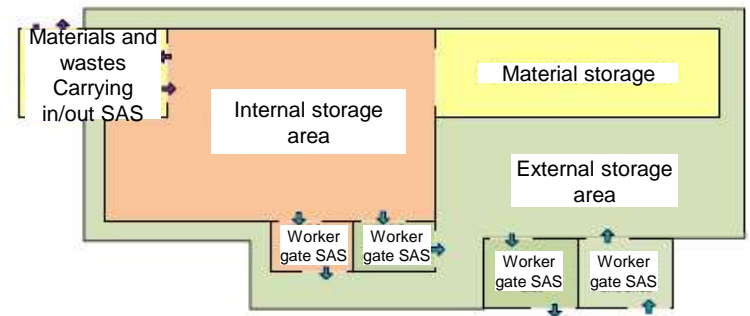 Materials and
wastes
Carrying
in/out SAS
Internal storage
area
Material storage
External storage
area
Worker
gate SAS
Worker
gate SAS
Worker
gate SAS
Worker
gate SAS